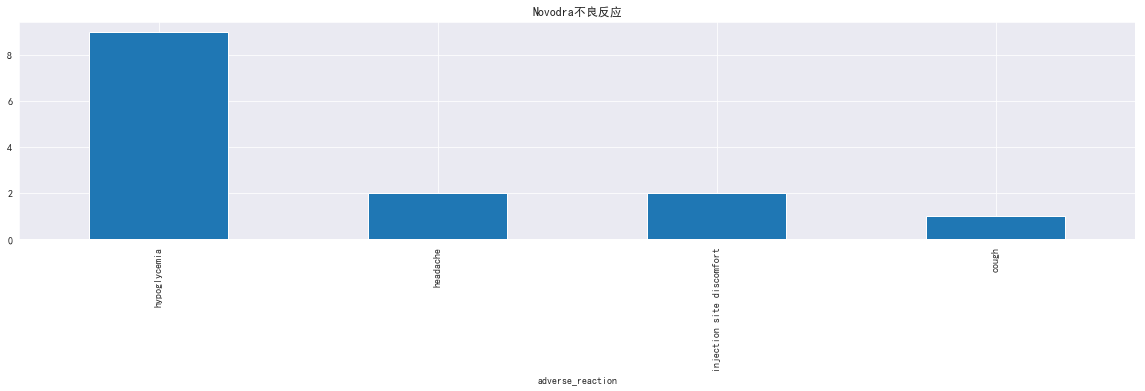 Novodra不良反应
8
6
4
2
0
hypoglycemia
headache
injection site discomfort
cough
adverse_reaction